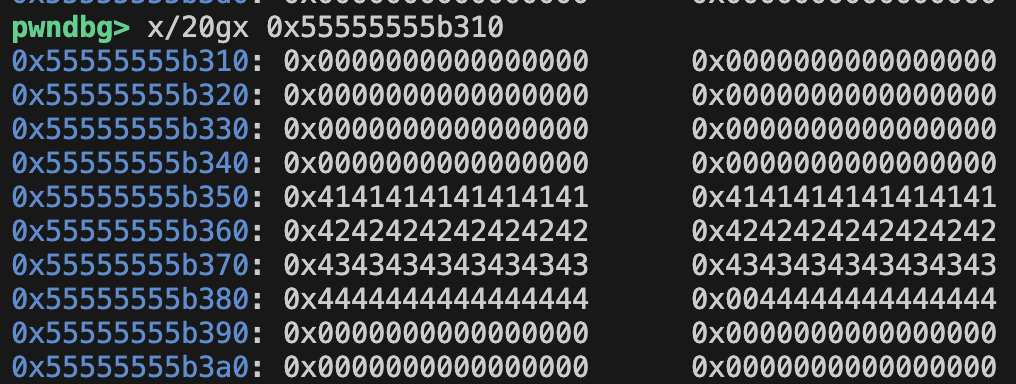 pwndbg> x/20gx 0x55555555b310
0x55555555b310: 0x0000000000000000 0x0000000000000000
0x55555555b320: 0x0000000000000000 0x0000000000000000
0x55555555b330: 0x0000000000000000 0x0000000000000000
0x55555555b340: 0x0000000000000000 0x0000000000000000
0x55555555b350: 0x4141414141414141 0x4141414141414141
0x55555555b360: 0x4242424242424242 0x4242424242424242
0x55555555b370: 0x4343434343434343 0x4343434343434343
0x55555555b380: 0x4444444444444444 0x0044444444444444
0x55555555b390: 0x0000000000000000 0x0000000000000000
0x55555555b3a0: 0x0000000000000000 0x0000000000000000